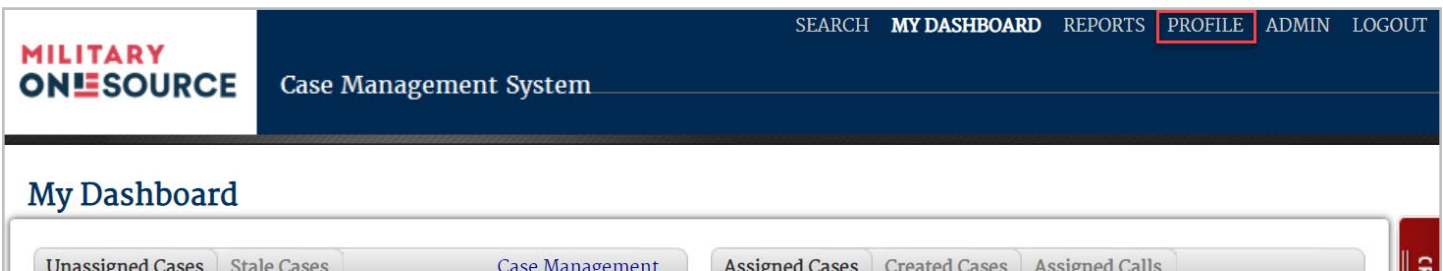 SEARCH MY DASHBOARD REPORTS PROFILE ADMIN LOGOUT
MILITARY
ONESOURCE
Case Management System
My Dashboard
Unassigned Cases Stale Cases Case Management Assigned Cases Created Cases Assigned Calls